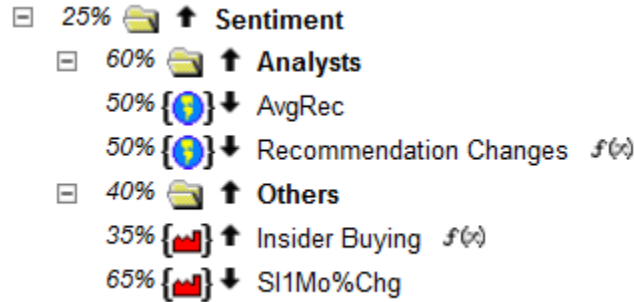 25% Sentiment
60% Analysts
50% AvgRec
50% Recommendation Changes f(x)
40% Others
35% Insider Buying f(x)
65% SI1Mo%Chg